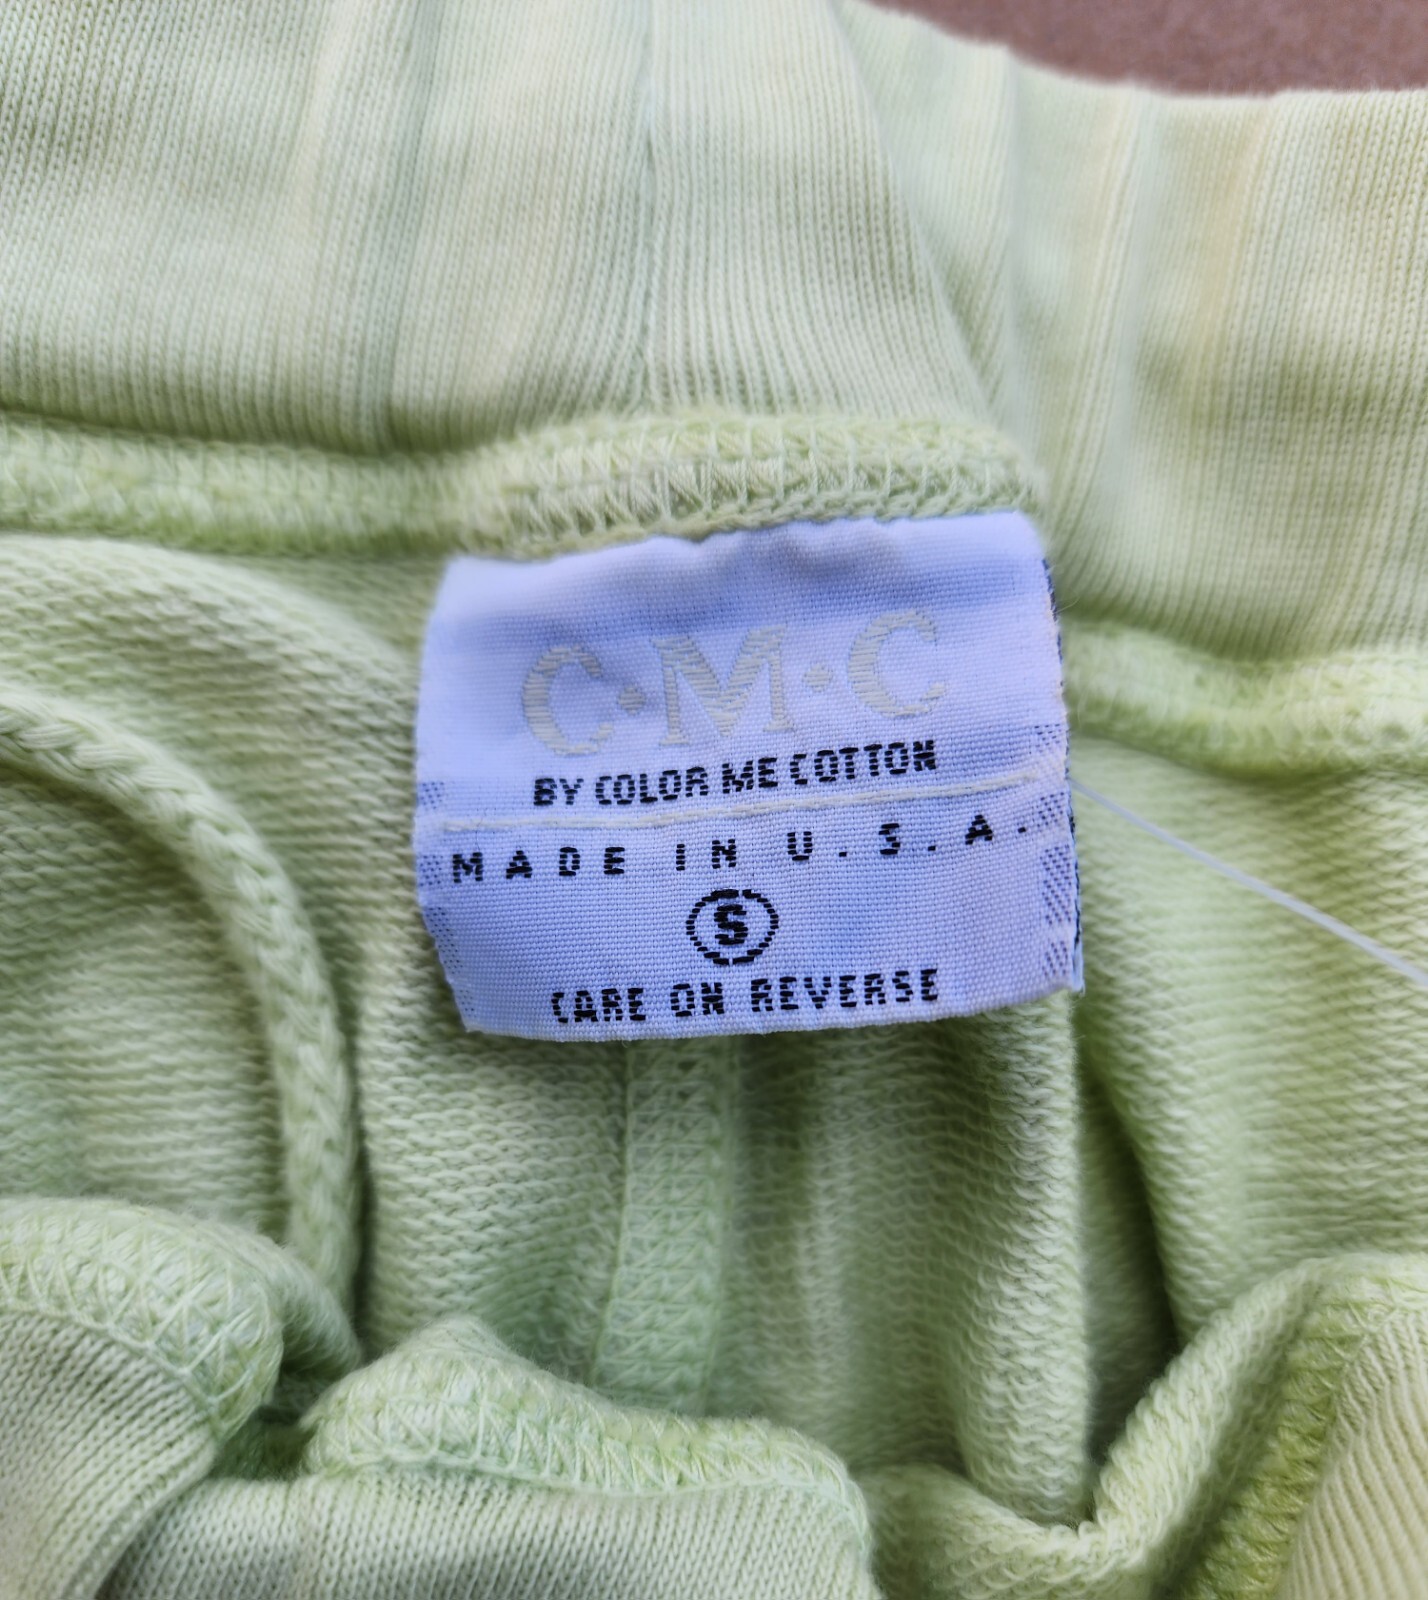 C·M·C
BY COLOR ME COTTON
MADE IN U.S.A.
S
CARE ON REVERSE